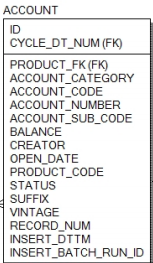 ACCOUNT
ID
CYCLE_DT_NUM (FK)
PRODUCT_FK (FK)
ACCOUNT_CATEGORY
ACCOUNT_CODE
ACCOUNT_NUMBER
ACCOUNT_SUB_CODE
BALANCE
CREATOR
OPEN_DATE
PRODUCT_CODE
STATUS
SUFFIX
VINTAGE
RECORD_NUM
INSERT_DTTM
INSERT_BATCH_RUN_ID